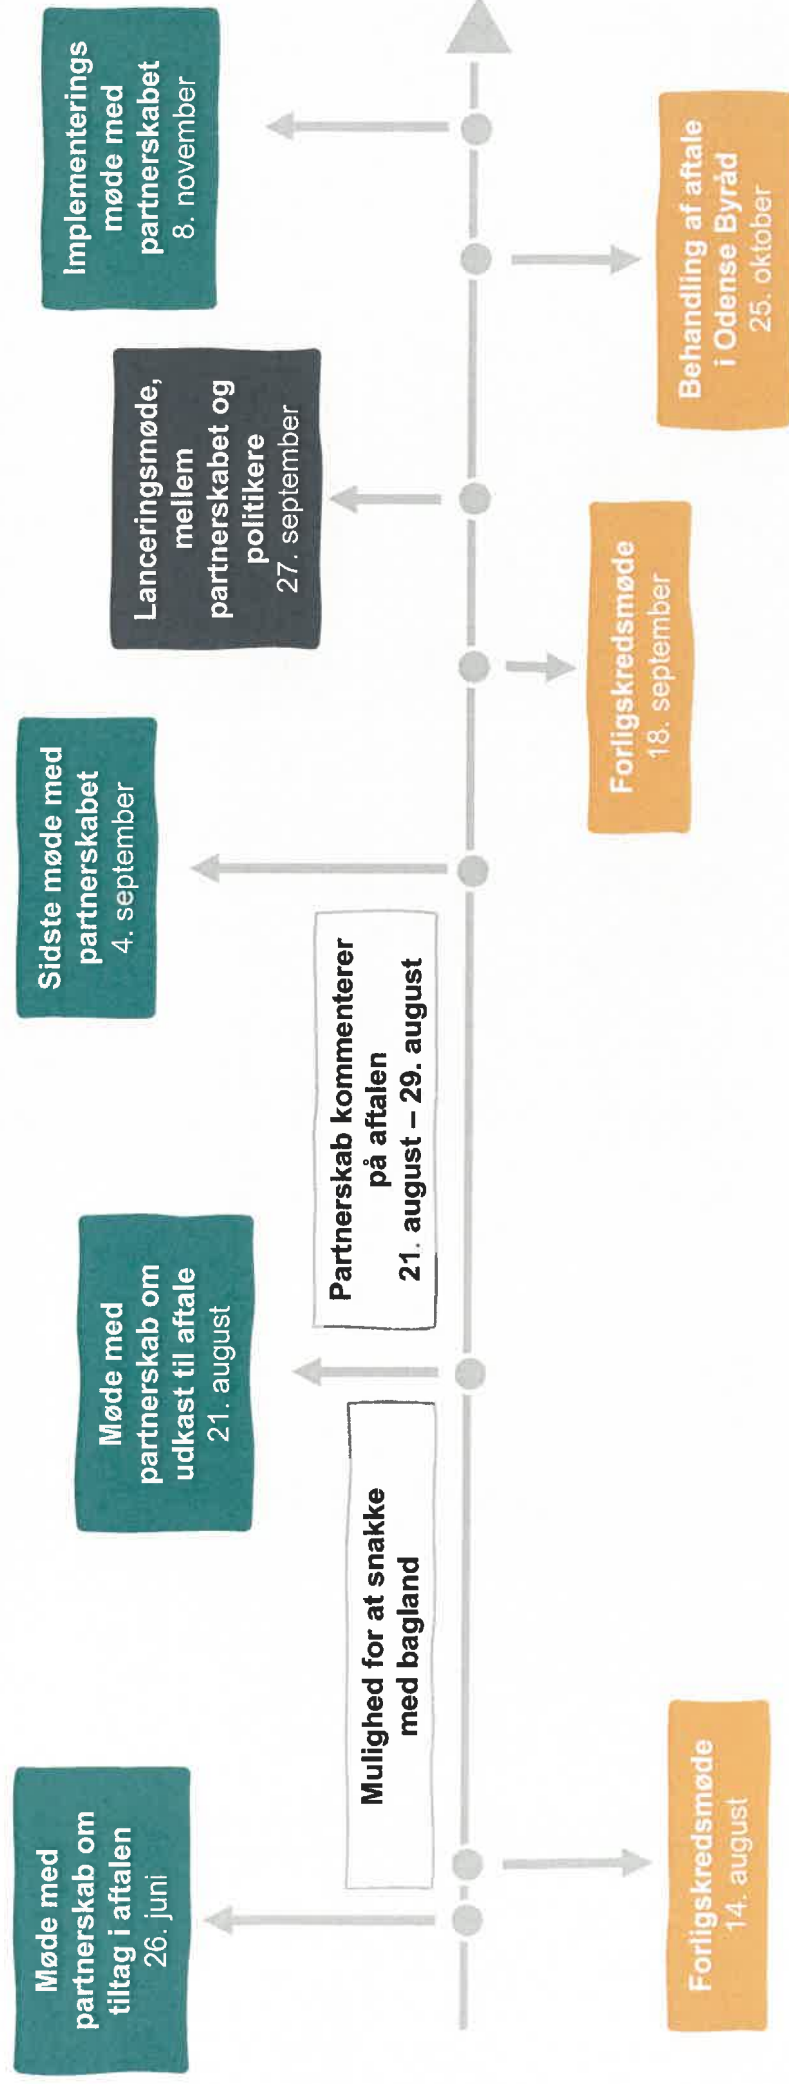 Møde med
partnerskab om
tiltag i aftalen
26. juni
Forligskredsmøde
14. august
Mulighed for at snakke
med bagland
Møde med
partnerskab om
udkast til aftale
21. august
Partnerskab kommenterer
på aftalen
21. august – 29. august
Sidste møde med
partnerskabet
4. september
Forligskredsmøde
18. september
Lanceringsmøde,
mellem
partnerskabet og
politikere
27. september
Behandling af aftale
i Odense Byråd
25. oktober
Implementerings
møde med
partnerskabet
8. november